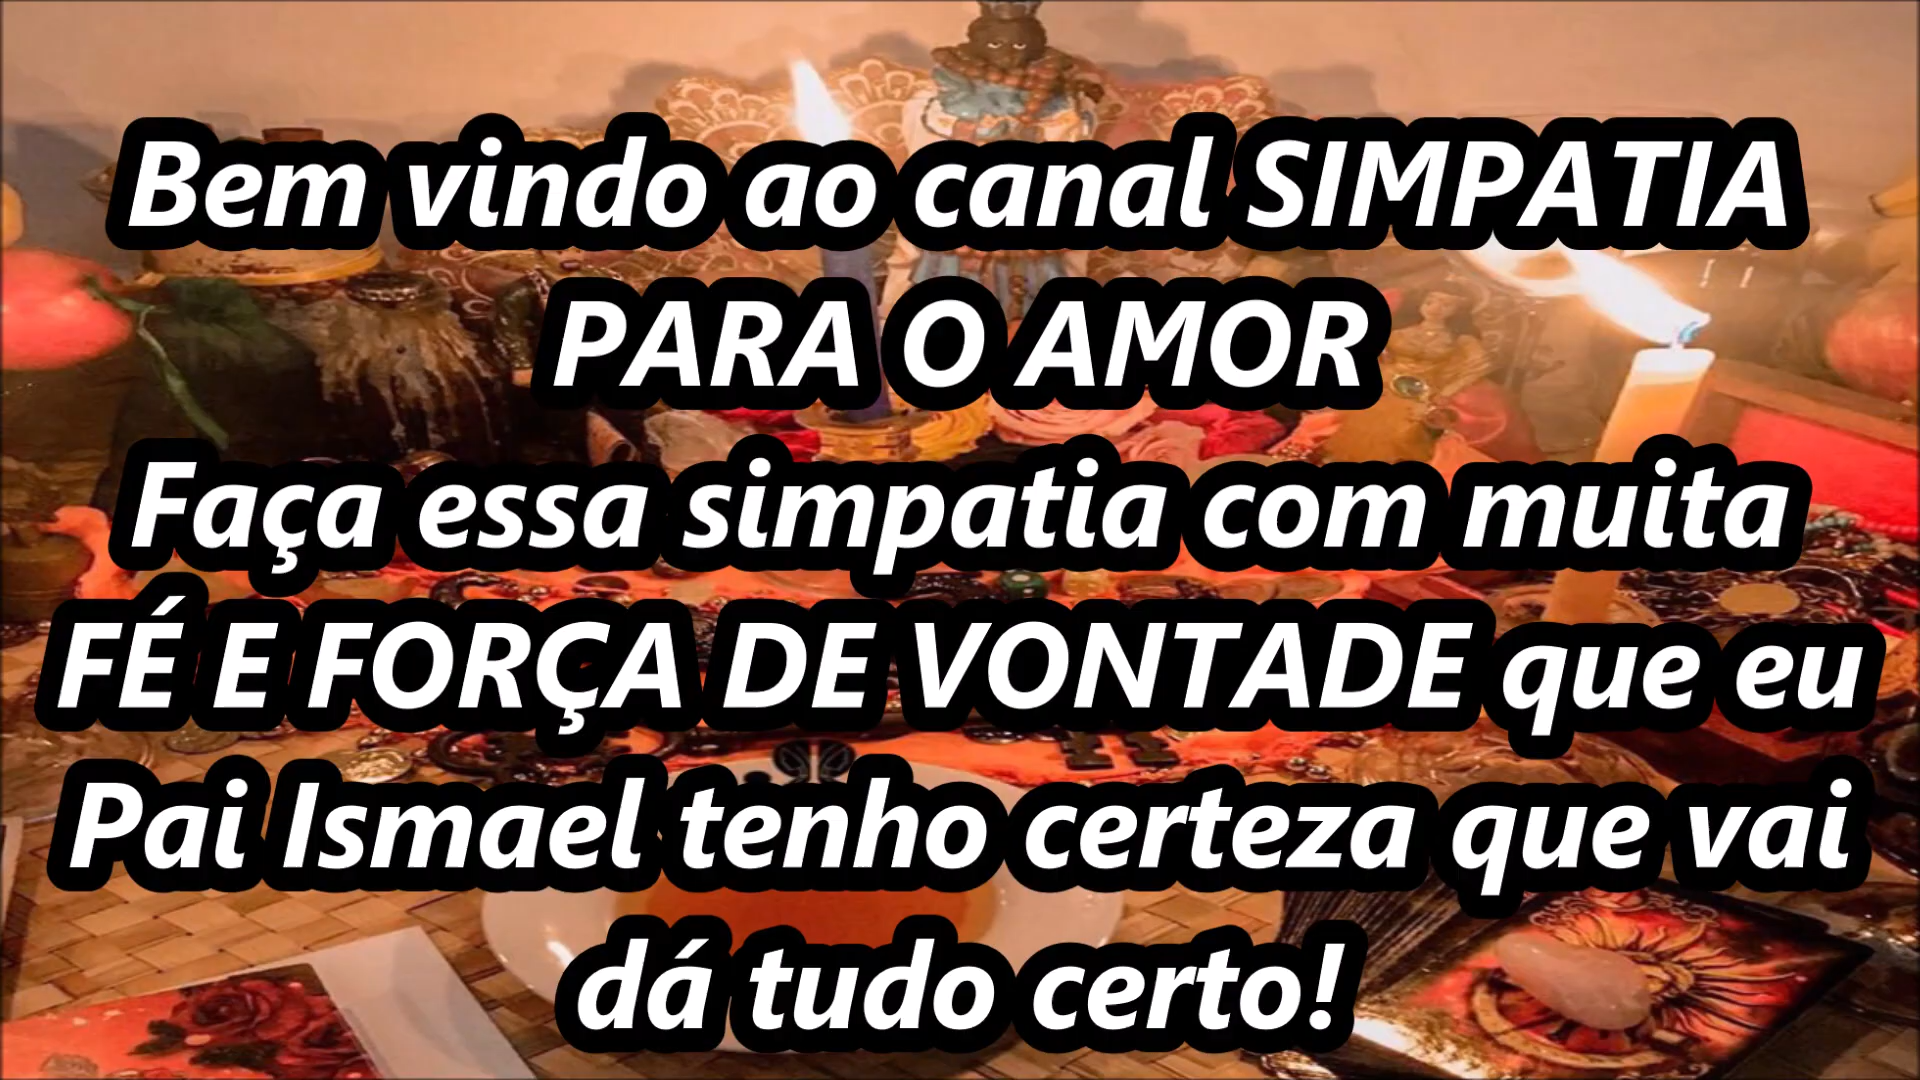 Bem vindo ao canal SIMPATIA
PARA O AMOR
Faça essa simpatia com muita
FÉ E FORÇA DE VONTADE que eu
Pai Ismael tenho certeza que vai
dá tudo certo!